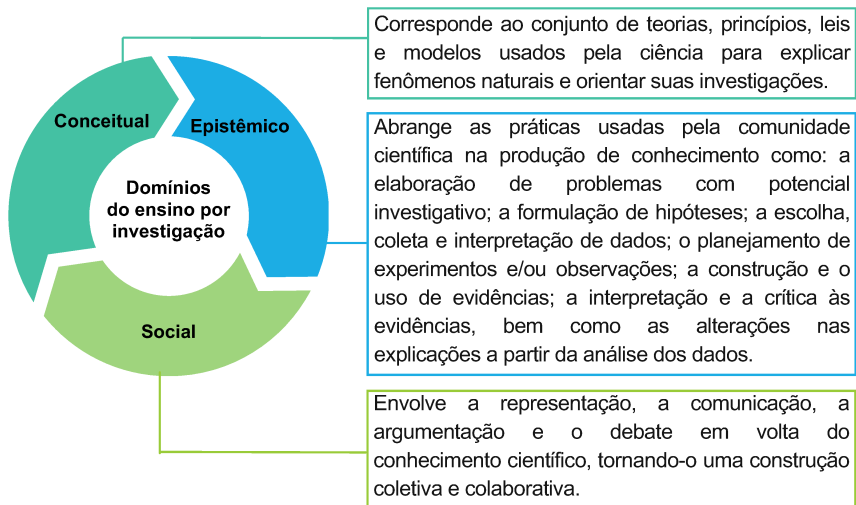 Conceitual
Epistêmico
Domínios
do ensino por
investigação
Social
Corresponde ao conjunto de teorias, princípios, leis
e modelos usados pela ciência para explicar
fenômenos naturais e orientar suas investigações.
Abrange as práticas usadas pela comunidade
científica na produção de conhecimento como: a
elaboração de problemas com potencial
investigativo; a formulação de hipóteses; a escolha,
coleta e interpretação de dados; o planejamento de
experimentos e/ou observações; a construção e o
uso de evidências; a interpretação e a crítica às
evidências, bem como as alterações nas
explicações a partir da análise dos dados.
Envolve a representação, a comunicação, a
argumentação e o debate em volta do
conhecimento científico, tornando-o uma construção
coletiva e colaborativa.